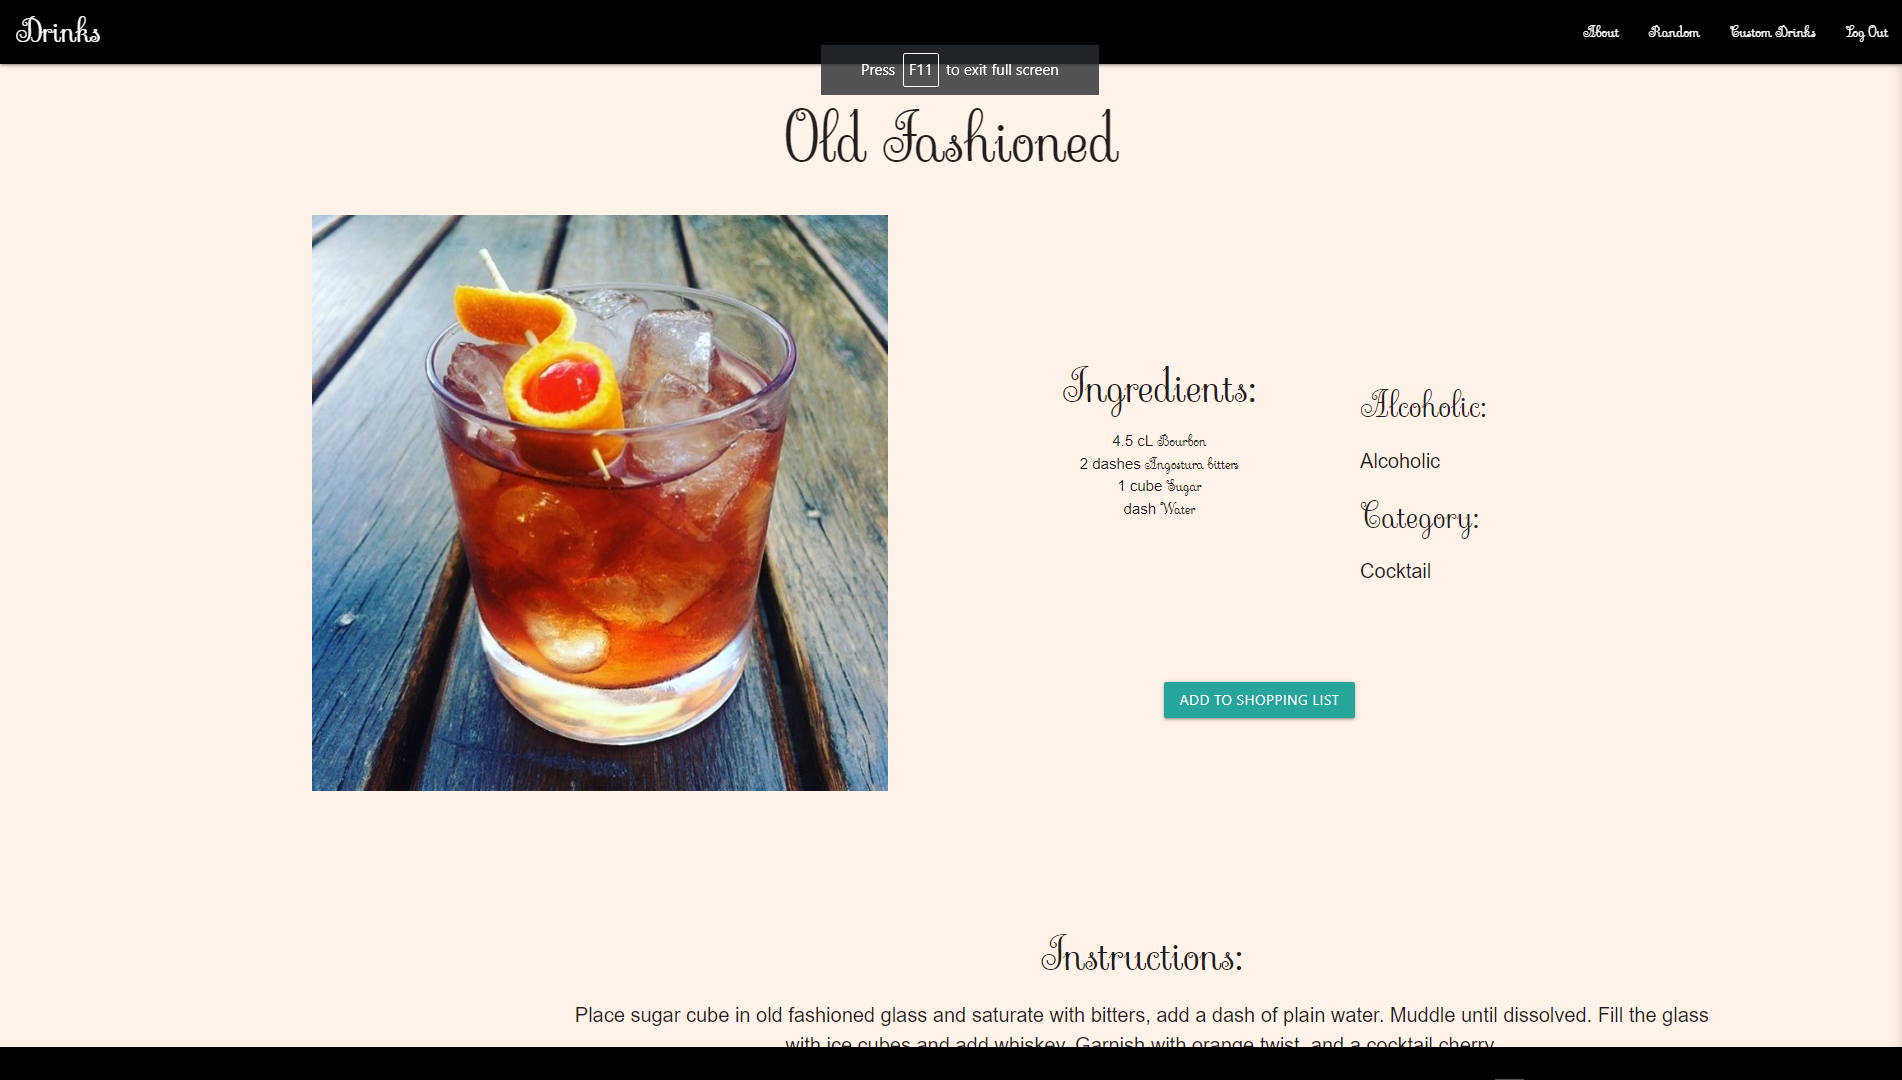 Drinks
About Random Custom Drinks Log Out
Press F11 to exit full screen
Old Fashioned
Ingredients:
4.5 cL Bourbon
2 dashes Angostura bitters
1 cube Sugar
dash Water
Alcoholic:
Alcoholic
Category:
Cocktail
ADD TO SHOPPING LIST
Instructions:
Place sugar cube in old fashioned glass and saturate with bitters, add a dash of plain water. Muddle until dissolved. Fill the glass
with ice cubes and add whiskey. Garnish with orange twist, and a cocktail cherry.